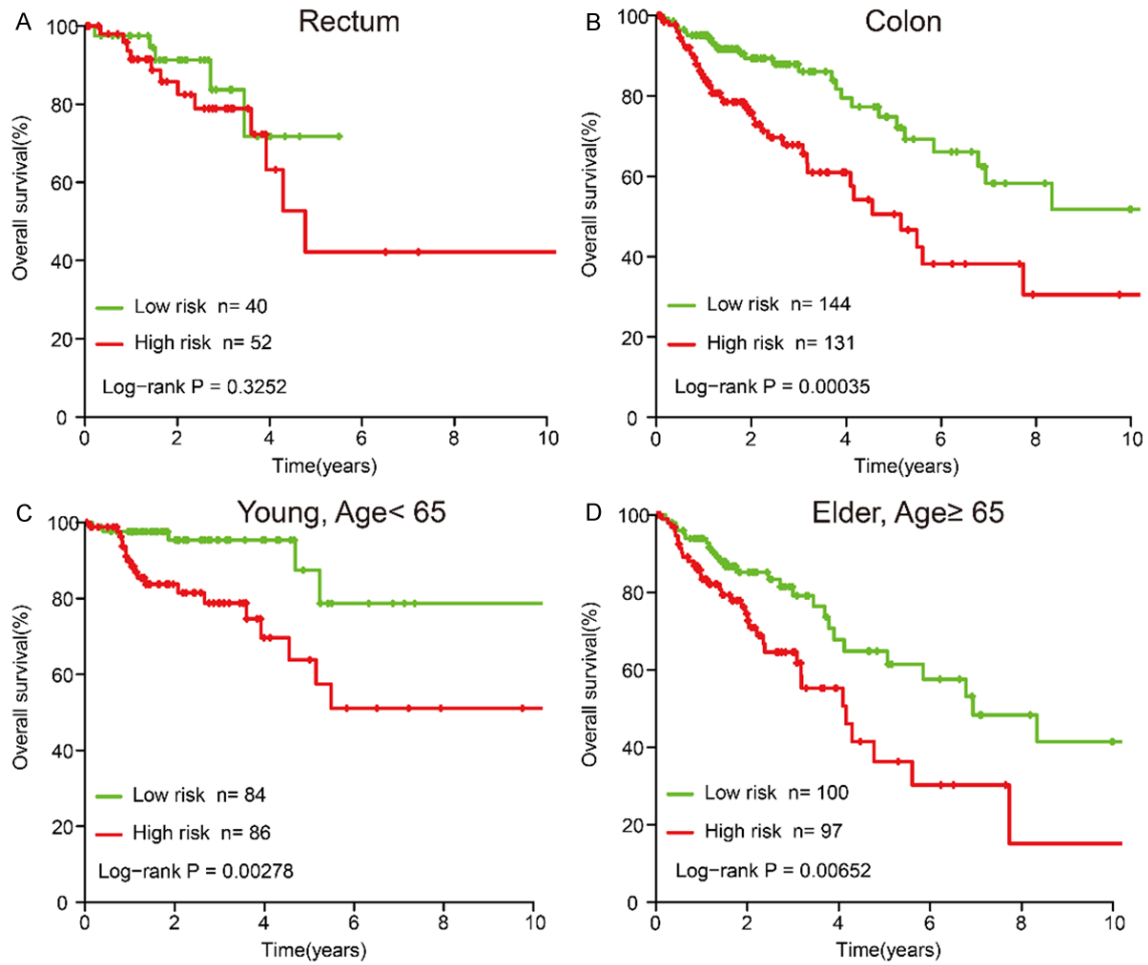 A
Rectum
100
80
60
40
20
0
Overall survival(%)
Low risk n= 40
High risk n= 52
Log−rank P = 0.3252
0 2 4 6 8 10
Time(years)
B
Colon
100
80
60
40
20
0
Overall survival(%)
Low risk n= 144
High risk n= 131
Log−rank P = 0.00035
0 2 4 6 8 10
Time(years)
C
Young, Age< 65
100
80
60
40
20
0
Overall survival(%)
Low risk n= 84
High risk n= 86
Log−rank P = 0.00278
0 2 4 6 8 10
Time(years)
D
Elder, Age≥ 65
100
80
60
40
20
0
Overall survival(%)
Low risk n= 100
High risk n= 97
Log−rank P = 0.00652
0 2 4 6 8 10
Time(years)